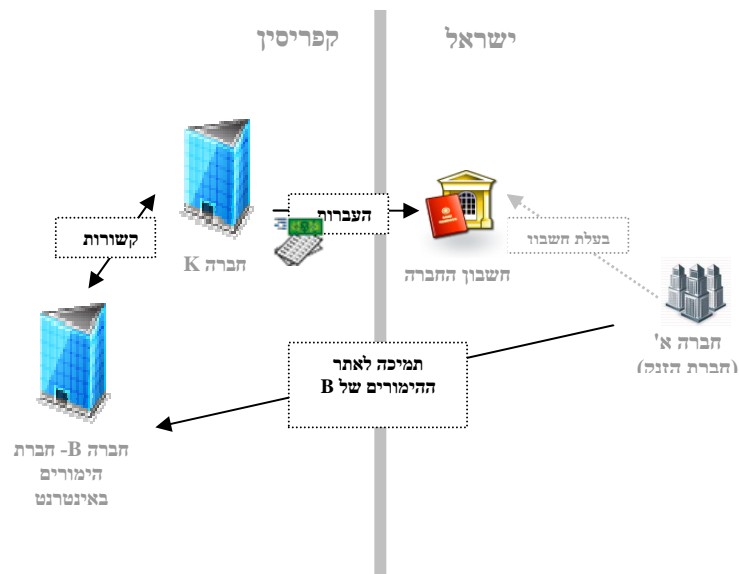 ישראל
קפריסין
העברות
קשורות
בעלת חשבון
חברה K
חשבון החברה
חברה א'
(חברת הזנק)
תמיכה לאתר
ההימורים של B
חברה B- חברת
הימורים
באינטרנט